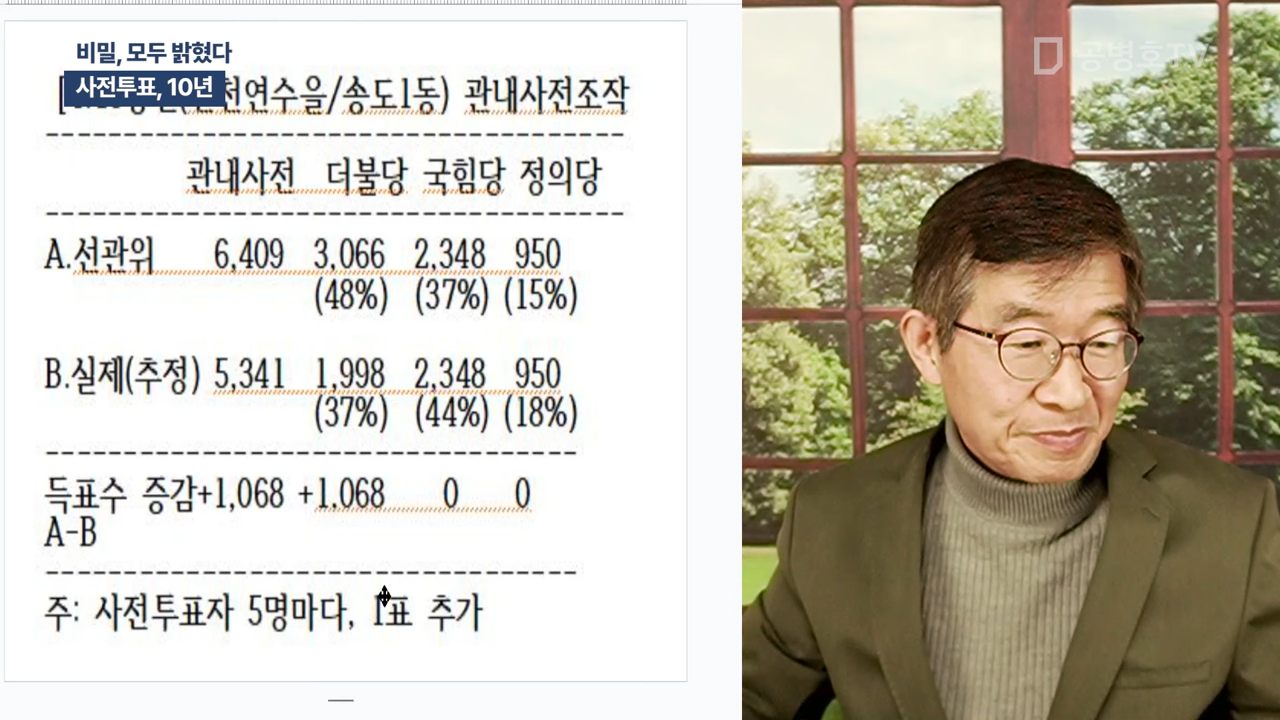 비밀, 모두 밝혔다
사전투표, 10년
연수을/송도1동) 관내사전조작
관내사전 더불당 국힘당 정의당
A.선관위 6,409 3,066 2,348 950
(48%) (37%) (15%)
B.실제(추정) 5,341 1,998 2,348 950
(37%) (44%) (18%)
득표수 증감+1,068 +1,068 0 0
A-B
주: 사전투표자 5명마다, 1표 추가
공병호TV